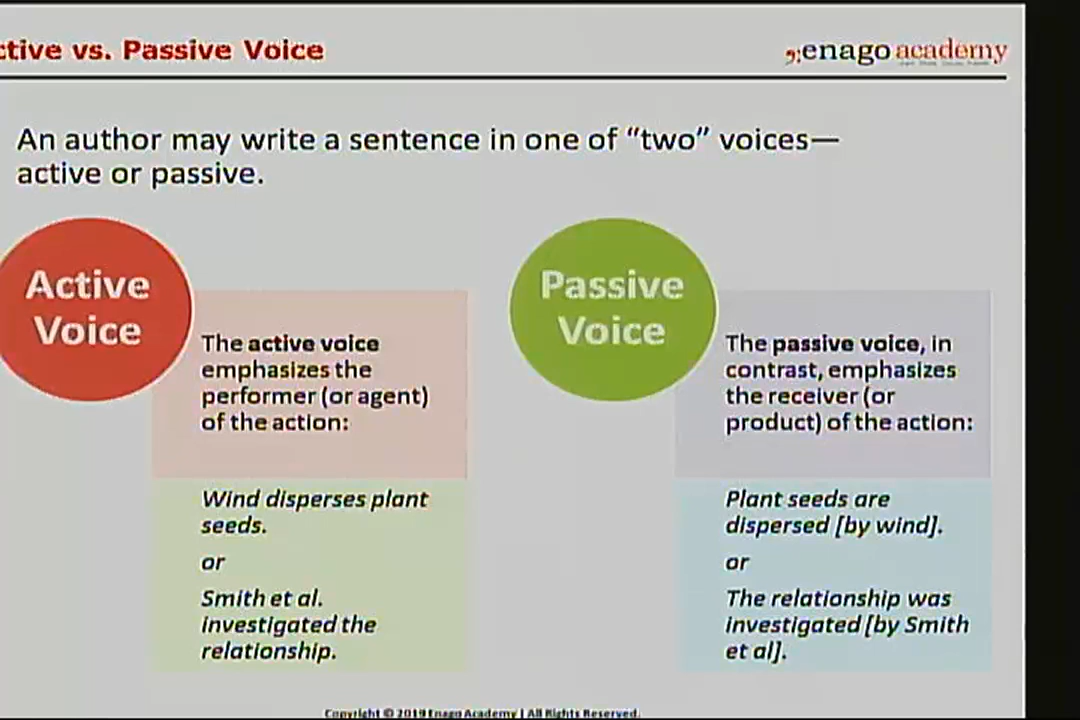 ctive vs. Passive Voice
enago academy
An author may write a sentence in one of “two” voices—
active or passive.
Active
Voice
The active voice
emphasizes the
performer (or agent)
of the action:
Wind disperses plant
seeds.
or
Smith et al.
investigated the
relationship.
Passive
Voice
The passive voice, in
contrast, emphasizes
the receiver (or
product) of the action:
Plant seeds are
dispersed [by wind].
or
The relationship was
investigated [by Smith
et al].
Copyright © 2019 Enago Academy | All Rights Reserved.